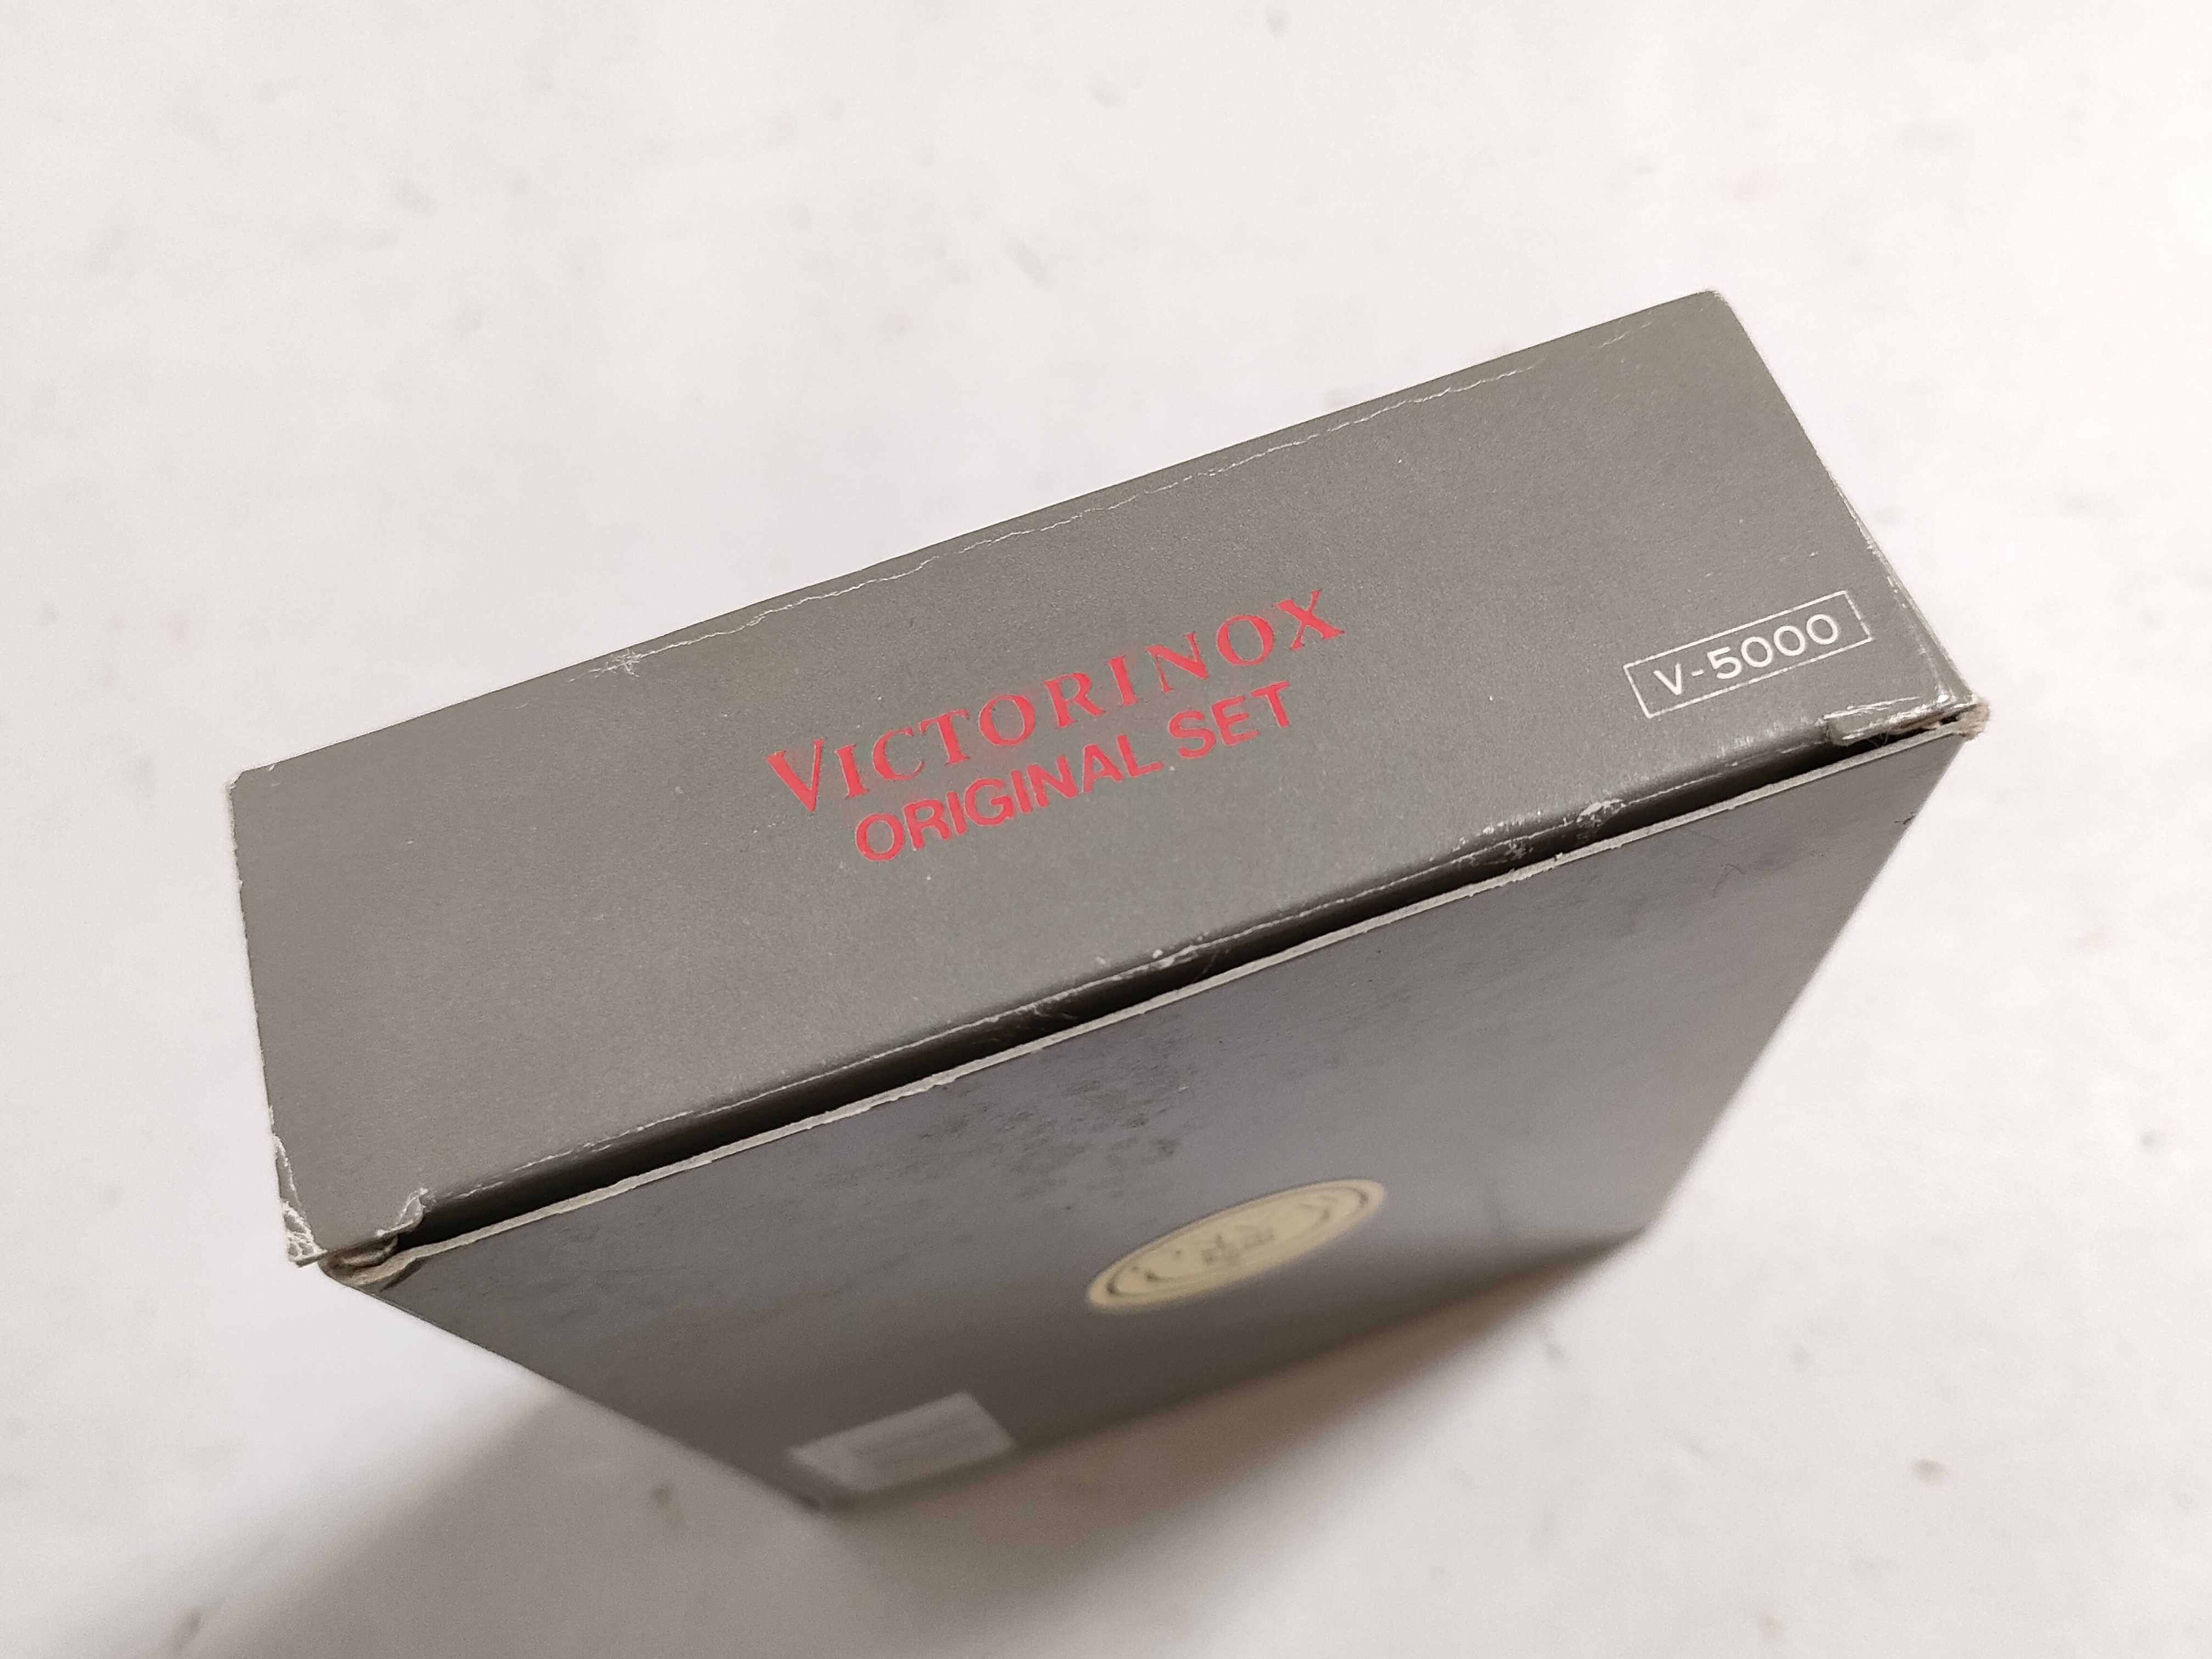 VICTORINOX
ORIGINAL SET
V-5000